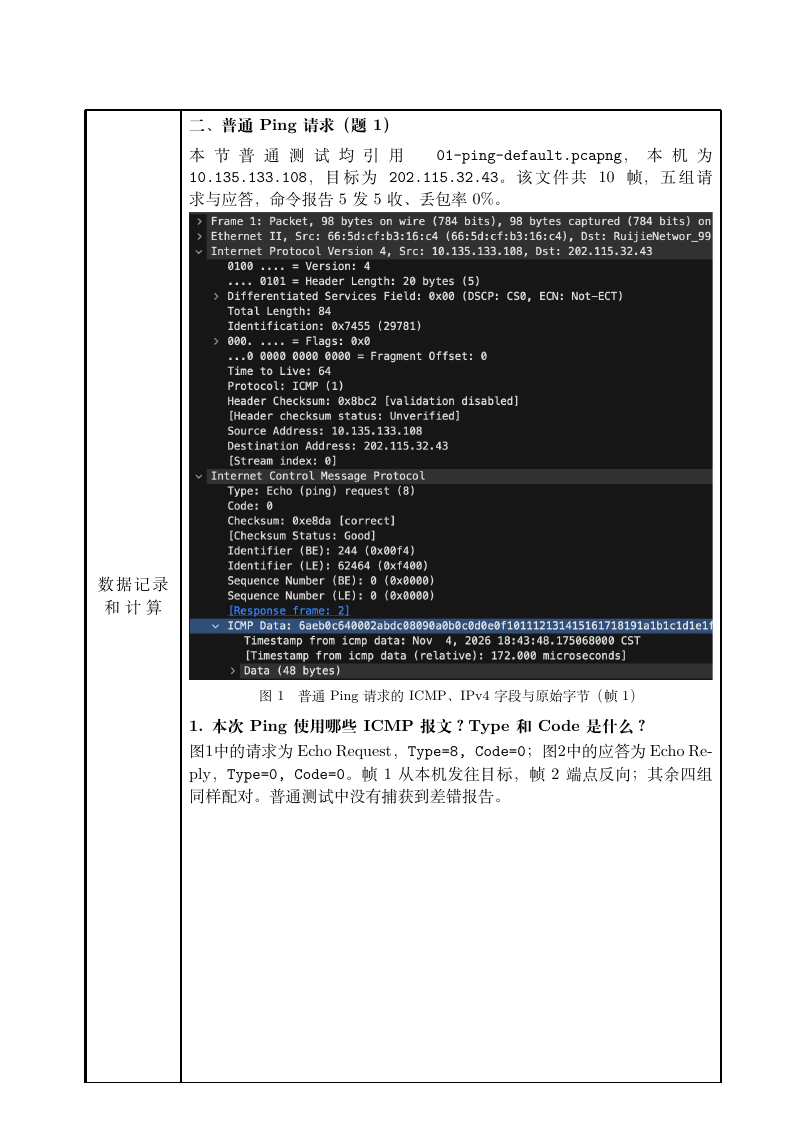 二、普通 Ping 请求（题 1）
本节普通测试均引用 01-ping-default.pcapng，本机为
10.135.133.108，目标为 202.115.32.43。该文件共 10 帧，五组请
求与应答，命令报告 5 发 5 收、丢包率 0%。
Frame 1: Packet, 98 bytes on wire (784 bits), 98 bytes captured (784 bits) on
Ethernet II, Src: 66:5d:cf:b3:16:c4 (66:5d:cf:b3:16:c4), Dst: RuijieNetwor_99
Internet Protocol Version 4, Src: 10.135.133.108, Dst: 202.115.32.43
0100 .... = Version: 4
.... 0101 = Header Length: 20 bytes (5)
Differentiated Services Field: 0x00 (DSCP: CS0, ECN: Not-ECT)
Total Length: 84
Identification: 0x7455 (29781)
000. .... = Flags: 0x0
...0 0000 0000 0000 = Fragment Offset: 0
Time to Live: 64
Protocol: ICMP (1)
Header Checksum: 0x8bc2 [validation disabled]
[Header checksum status: Unverified]
Source Address: 10.135.133.108
Destination Address: 202.115.32.43
[Stream index: 0]
Internet Control Message Protocol
Type: Echo (ping) request (8)
Code: 0
Checksum: 0xe8da [correct]
[Checksum Status: Good]
Identifier (BE): 244 (0x00f4)
Identifier (LE): 62464 (0xf400)
Sequence Number (BE): 0 (0x0000)
Sequence Number (LE): 0 (0x0000)
[Response frame: 2]
ICMP Data: 6aeb0c640002abdc08090a0b0c0d0e0f101112131415161718191a1b1c1d1e1f
Timestamp from icmp data: Nov  4, 2026 18:43:48.175068000 CST
[Timestamp from icmp data (relative): 172.000 microseconds]
Data (48 bytes)
图 1 普通 Ping 请求的 ICMP、IPv4 字段与原始字节（帧 1）
数据记录
和计算
1. 本次 Ping 使用哪些 ICMP 报文？Type 和 Code 是什么？
图1中的请求为 Echo Request，Type=8, Code=0；图2中的应答为 Echo Re-
ply，Type=0, Code=0。帧 1 从本机发往目标，帧 2 端点反向；其余四组
同样配对。普通测试中没有捕获到差错报告。